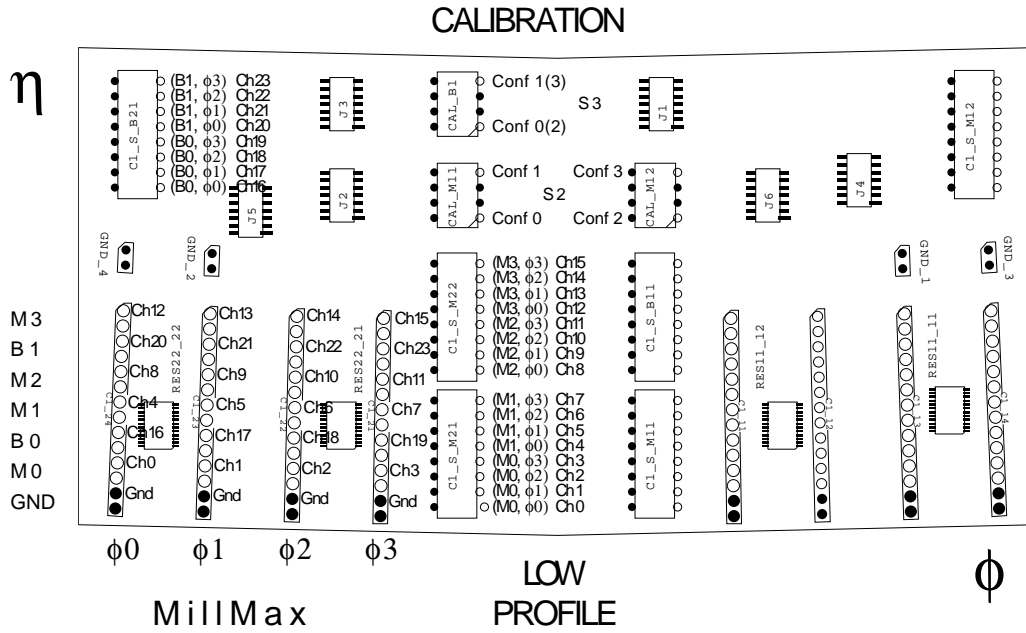 CALIBRATION
η
C1_S_B21
(B1, ϕ3) Ch23
(B1, ϕ2) Ch22
(B1, ϕ1) Ch21
(B1, ϕ0) Ch20
(B0, ϕ3) Ch19
(B0, ϕ2) Ch18
(B0, ϕ1) Ch17
(B0, ϕ0) Ch16
J3
CAL_B1
Conf 1(3)
S3
Conf 0(2)
J1
C1_S_M12
J5
J2
CAL_M11
Conf 1
S2
Conf 0
Conf 3
Conf 2
CAL_M12
J6
J4
GND_4
GND_2
GND_1
GND_3
C1_S_M22
(M3, ϕ3) Ch15
(M3, ϕ2) Ch14
(M3, ϕ1) Ch13
(M3, ϕ0) Ch12
(M2, ϕ3) Ch11
(M2, ϕ2) Ch10
(M2, ϕ1) Ch9
(M2, ϕ0) Ch8
C1_S_B11
C1_S_M21
(M1, ϕ3) Ch7
(M1, ϕ2) Ch6
(M1, ϕ1) Ch5
(M1, ϕ0) Ch4
(M0, ϕ3) Ch3
(M0, ϕ2) Ch2
(M0, ϕ1) Ch1
(M0, ϕ0) Ch0
C1_S_M11
M3
B1
M2
M1
B0
M0
GND
Ch12
Ch20
Ch8
Ch4
Ch16
Ch0
Gnd
C1_24
RES22_22
Ch13
Ch21
Ch9
Ch5
Ch17
Ch1
Gnd
C1_23
Ch14
Ch22
Ch10
Ch6
Ch18
Ch2
Gnd
C1_22
RES22_21
Ch15
Ch23
Ch11
Ch7
Ch19
Ch3
Gnd
C1_21
C1_11
RES11_12
C1_12
C1_13
RES11_11
C1_14
ϕ0 ϕ1 ϕ2 ϕ3
MillMax
LOW
PROFILE
ϕ